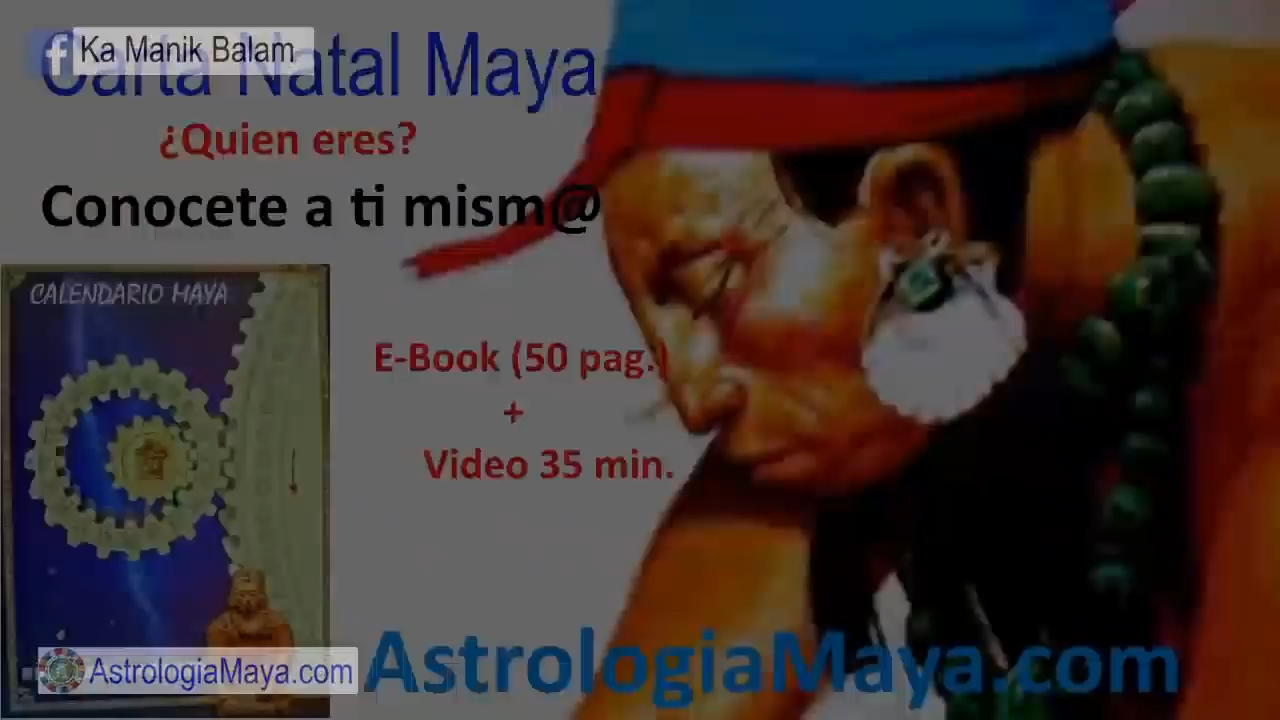 Ka Manik Balam
Carta Natal Maya
¿Quien eres?
Conocete a ti mism@
CALENDARIO MAYA
E-Book (50 pag.)
+
Video 35 min.
AstrologiaMaya.com
AstrologiaMaya.com